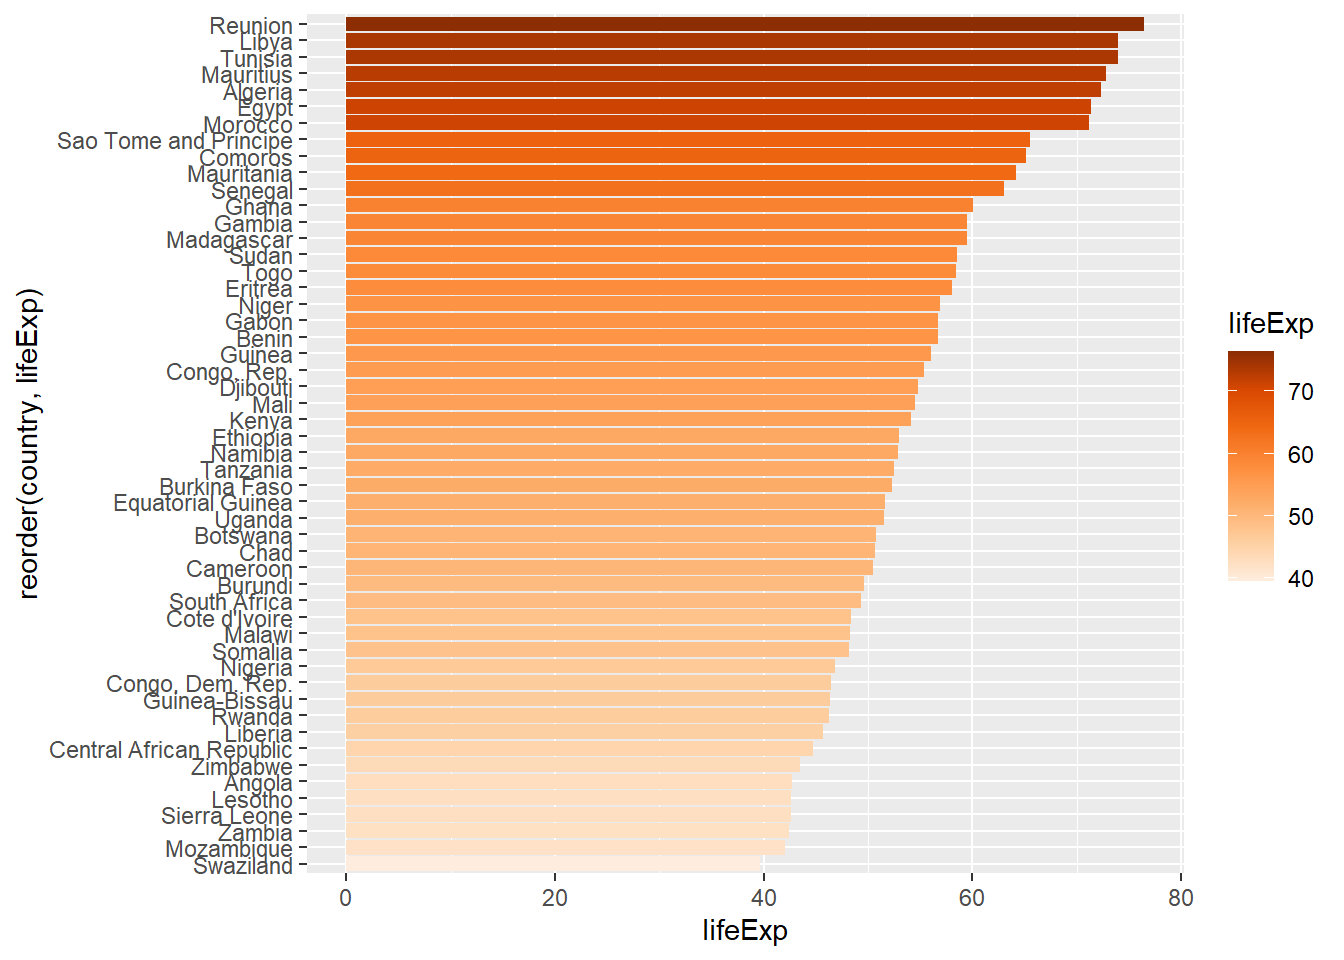 Reunion
Libya
Tunisia
Mauritius
Algeria
Egypt
Morocco
Sao Tome and Principe
Comoros
Mauritania
Senegal
Ghana
Gambia
Madagascar
Sudan
Togo
Eritrea
Niger
Gabon
Benin
Guinea
Congo, Rep.
Djibouti
Mali
Kenya
Ethiopia
Namibia
Tanzania
Burkina Faso
Equatorial Guinea
Uganda
Botswana
Chad
Cameroon
Burundi
South Africa
Cote d'Ivoire
Malawi
Somalia
Nigeria
Congo, Dem. Rep.
Guinea-Bissau
Rwanda
Liberia
Central African Republic
Zimbabwe
Angola
Lesotho
Sierra Leone
Zambia
Mozambique
Swaziland
reorder(country, lifeExp)
0 20 40 60 80
lifeExp
lifeExp
70
60
50
40